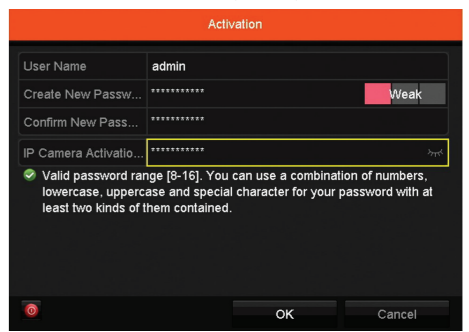 Activation
User Name admin
Create New Passw... *********** Weak
Confirm New Pass... ***********
IP Camera Activatio... ***********
Valid password range [8-16]. You can use a combination of numbers,
lowercase, uppercase and special character for your password with at
least two kinds of them contained.
OK Cancel